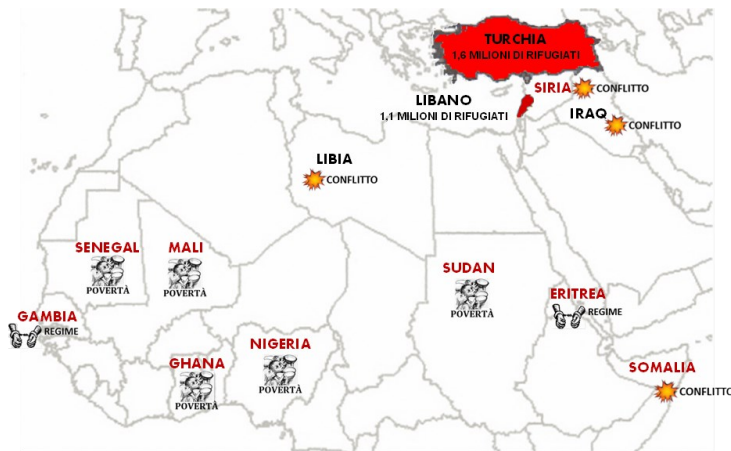 TURCHIA
1,6 MILIONI DI RIFUGIATI
SIRIA
CONFLITTO
LIBANO
1,1 MILIONI DI RIFUGIATI
IRAQ
CONFLITTO
LIBIA
CONFLITTO
SENEGAL
POVERTÀ
MALI
POVERTÀ
SUDAN
POVERTÀ
ERITREA
REGIME
GAMBIA
REGIME
GHANA
POVERTÀ
NIGERIA
POVERTÀ
SOMALIA
CONFLITTO